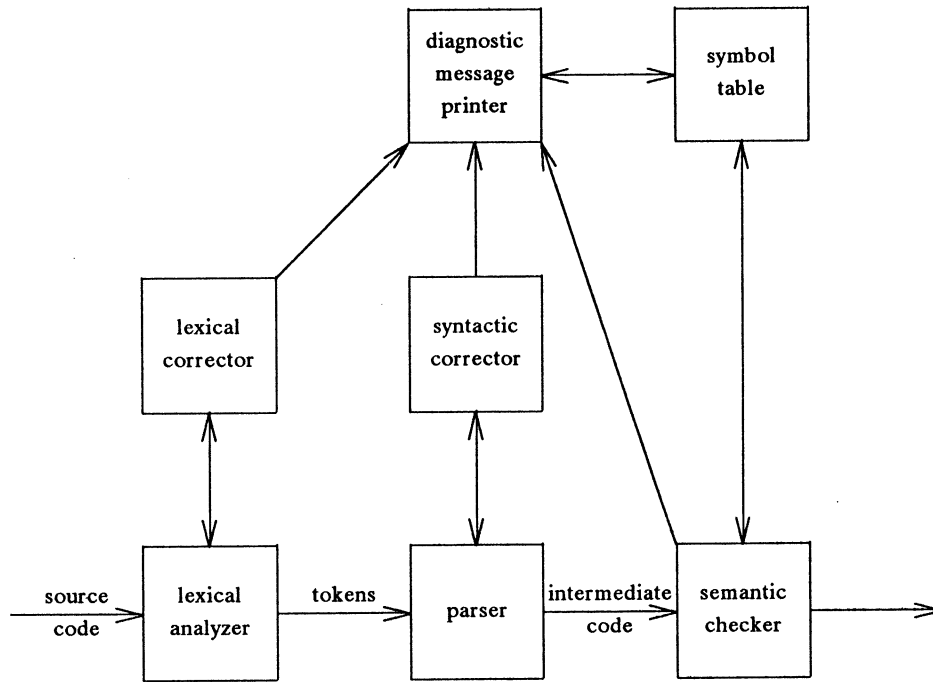 diagnostic
message
printer
symbol
table
lexical
corrector
syntactic
corrector
source
code
lexical
analyzer
tokens
parser
intermediate
code
semantic
checker